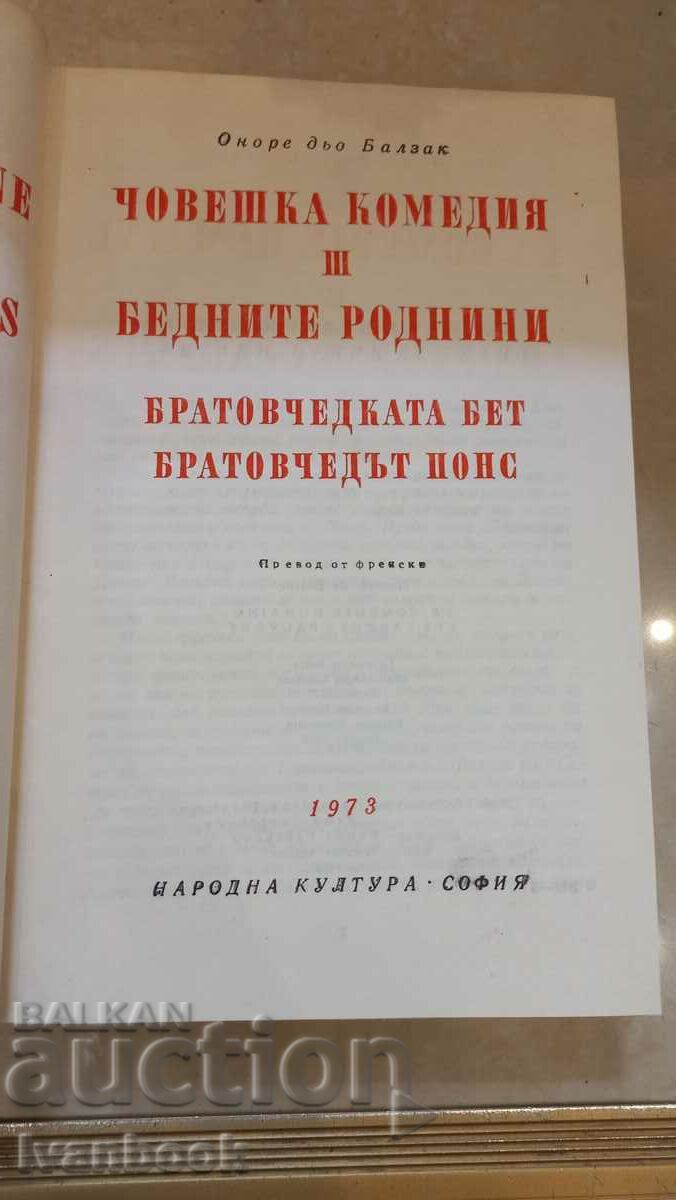 Оноре дьо Балзак
ЧОВЕШКА КОМЕДИЯ
III
БЕДНИТЕ РОДНИНИ
БРАТОВЧЕДКАТА БЕТ
БРАТОВЧЕДЪТ ПОНС
Превод от френски
1973
НАРОДНА КУЛТУРА · СОФИЯ
BALKAN
auction
Ivanbook